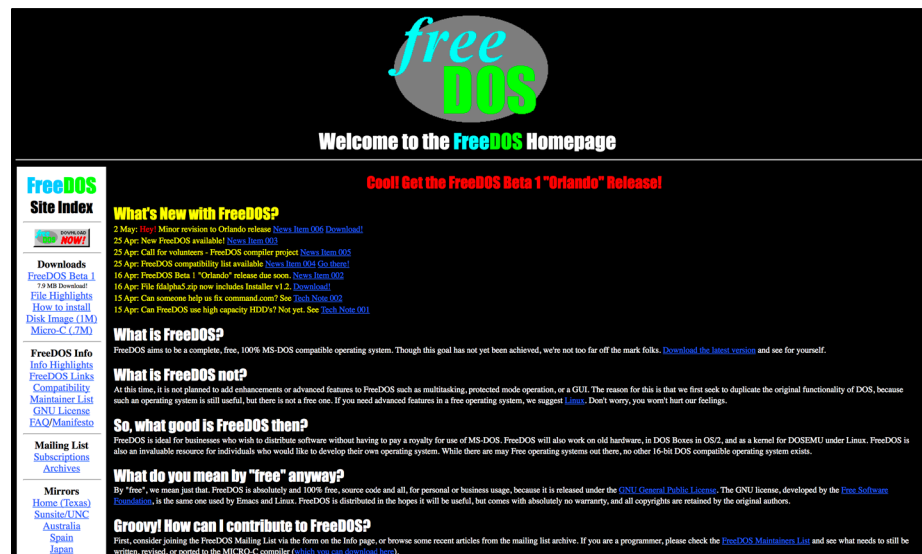 free
DOS
Welcome to the FreeDOS Homepage
FreeDOS
Site Index
DOWNLOAD
NOW!
Downloads
FreeDOS Beta 1
7.9 MB Download!
File Highlights
How to install
Disk Image (1M)
Micro-C (.7M)
FreeDOS Info
Info Highlights
FreeDOS Links
Compatibility
Maintainer List
GNU License
FAQ/Manifesto
Mailing List
Subscriptions
Archives
Mirrors
Home (Texas)
Sunsite/UNC
Australia
Spain
Japan
Cool! Get the FreeDOS Beta 1 "Orlando" Release!
What's New with FreeDOS?
2 May: Hey! Minor revision to Orlando release News Item 006 Download!
25 Apr: New FreeDOS available! News Item 003
25 Apr: Call for volunteers - FreeDOS compiler project News Item 005
25 Apr: FreeDOS compatibility list available News Item 004 Go there!
16 Apr: FreeDOS Beta 1 "Orlando" release due soon. News Item 002
16 Apr: File fdalpha5.zip now includes Installer v1.2. Download!
15 Apr: Can someone help us fix command.com? See Tech Note 002
15 Apr: Can FreeDOS use high capacity HDD's? Not yet. See Tech Note 001
What is FreeDOS?
FreeDOS aims to be a complete, free, 100% MS-DOS compatible operating system. Though this goal has not yet been achieved, we're not too far off the mark folks. Download the latest version and see for yourself.
What is FreeDOS not?
At this time, it is not planned to add enhancements or advanced features to FreeDOS such as multitasking, protected mode operation, or a GUI. The reason for this is that we first seek to duplicate the original functionality of DOS, because
such an operating system is still useful, but there is not a free one. If you need advanced features in a free operating system, we suggest Linux. Don't worry, you won't hurt our feelings.
So, what good is FreeDOS then?
FreeDOS is ideal for businesses who wish to distribute software without having to pay a royalty for use of MS-DOS. FreeDOS will also work on old hardware, in DOS Boxes in OS/2, and as a kernel for DOSEMU under Linux. FreeDOS is
also an invaluable resource for individuals who would like to develop their own operating system. While there are may Free operating systems out there, no other 16-bit DOS compatible operating system exists.
What do you mean by "free" anyway?
By "free", we mean just that. FreeDOS is absolutely and 100% free, source code and all, for personal or business usage, because it is released under the GNU General Public License. The GNU license, developed by the Free Software
Foundation, is the same one used by Emacs and Linux. FreeDOS is distributed in the hopes it will be useful, but comes with absolutely no warranty, and all copyrights are retained by the original authors.
Groovy! How can I contribute to FreeDOS?
First, consider joining the FreeDOS Mailing List via the form on the Info page, or browse some recent articles from the mailing list archive. If you are a programmer, please check the FreeDOS Maintainers List and see what needs to still be
written, revised, or ported to the MICRO-C compiler (which you can download here).